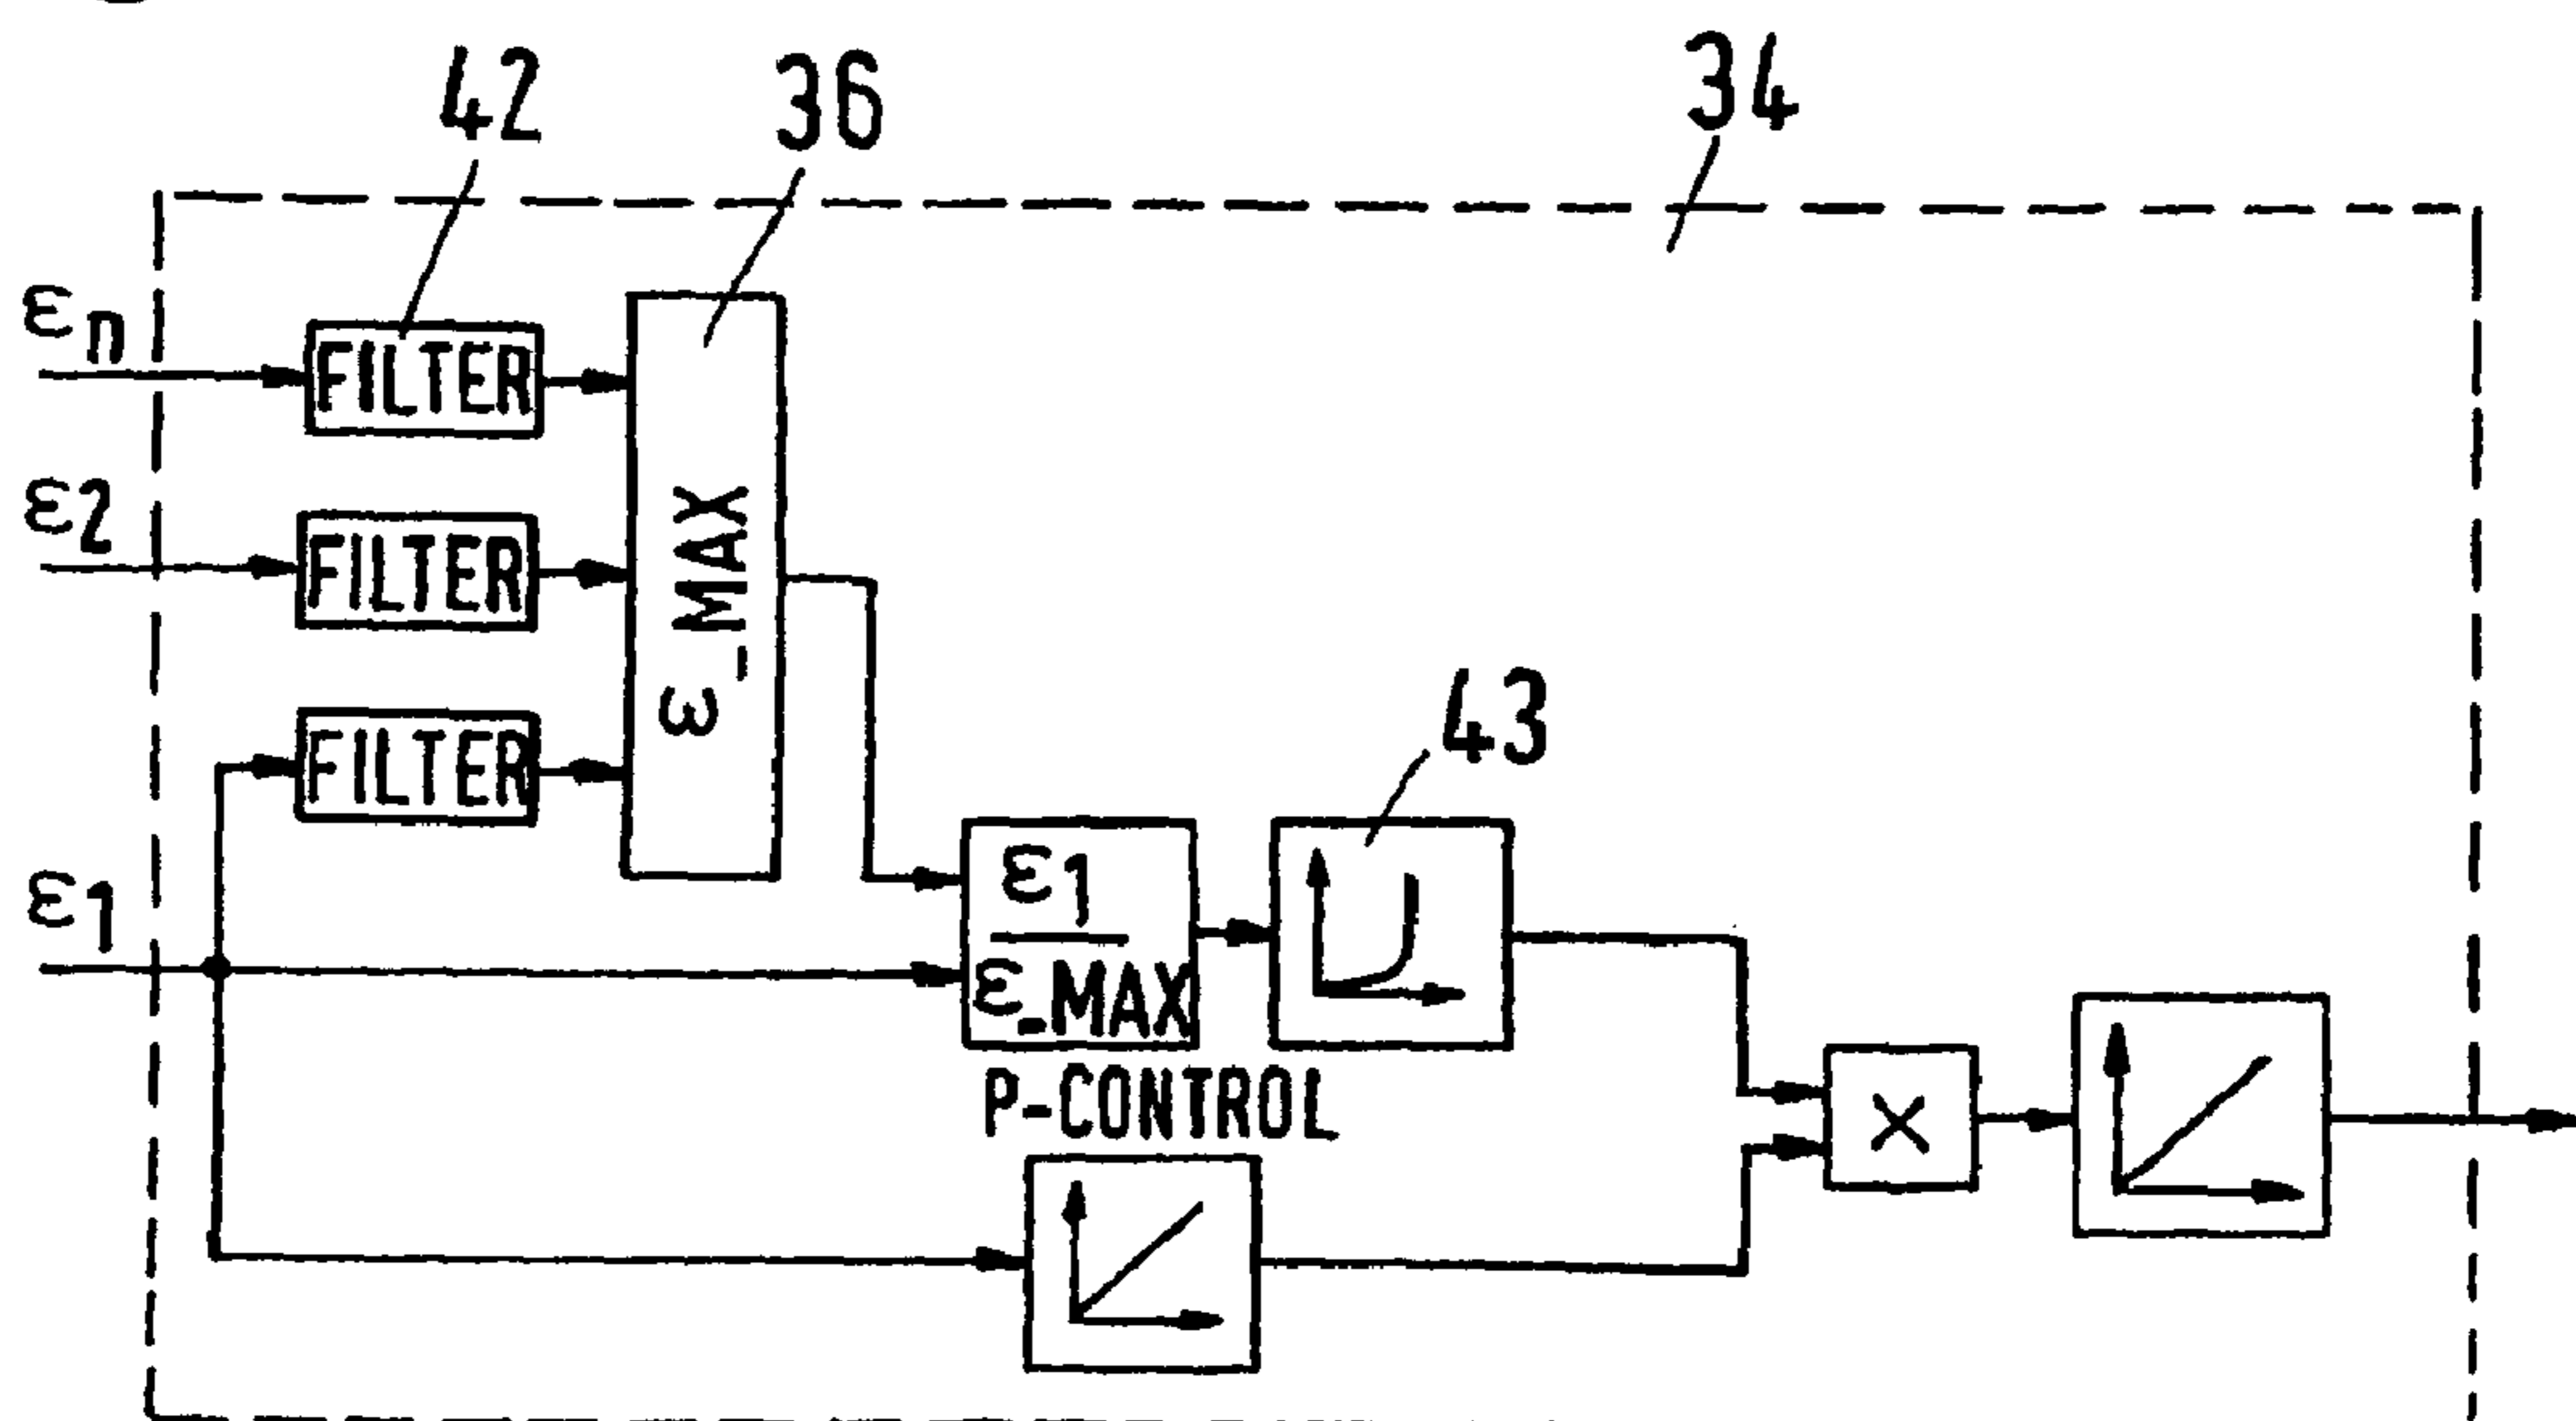 42
36
34
εn
FILTER
ε2
FILTER
ε_MAX
FILTER
43
ε1
ε1
ε_MAX
P-CONTROL
X